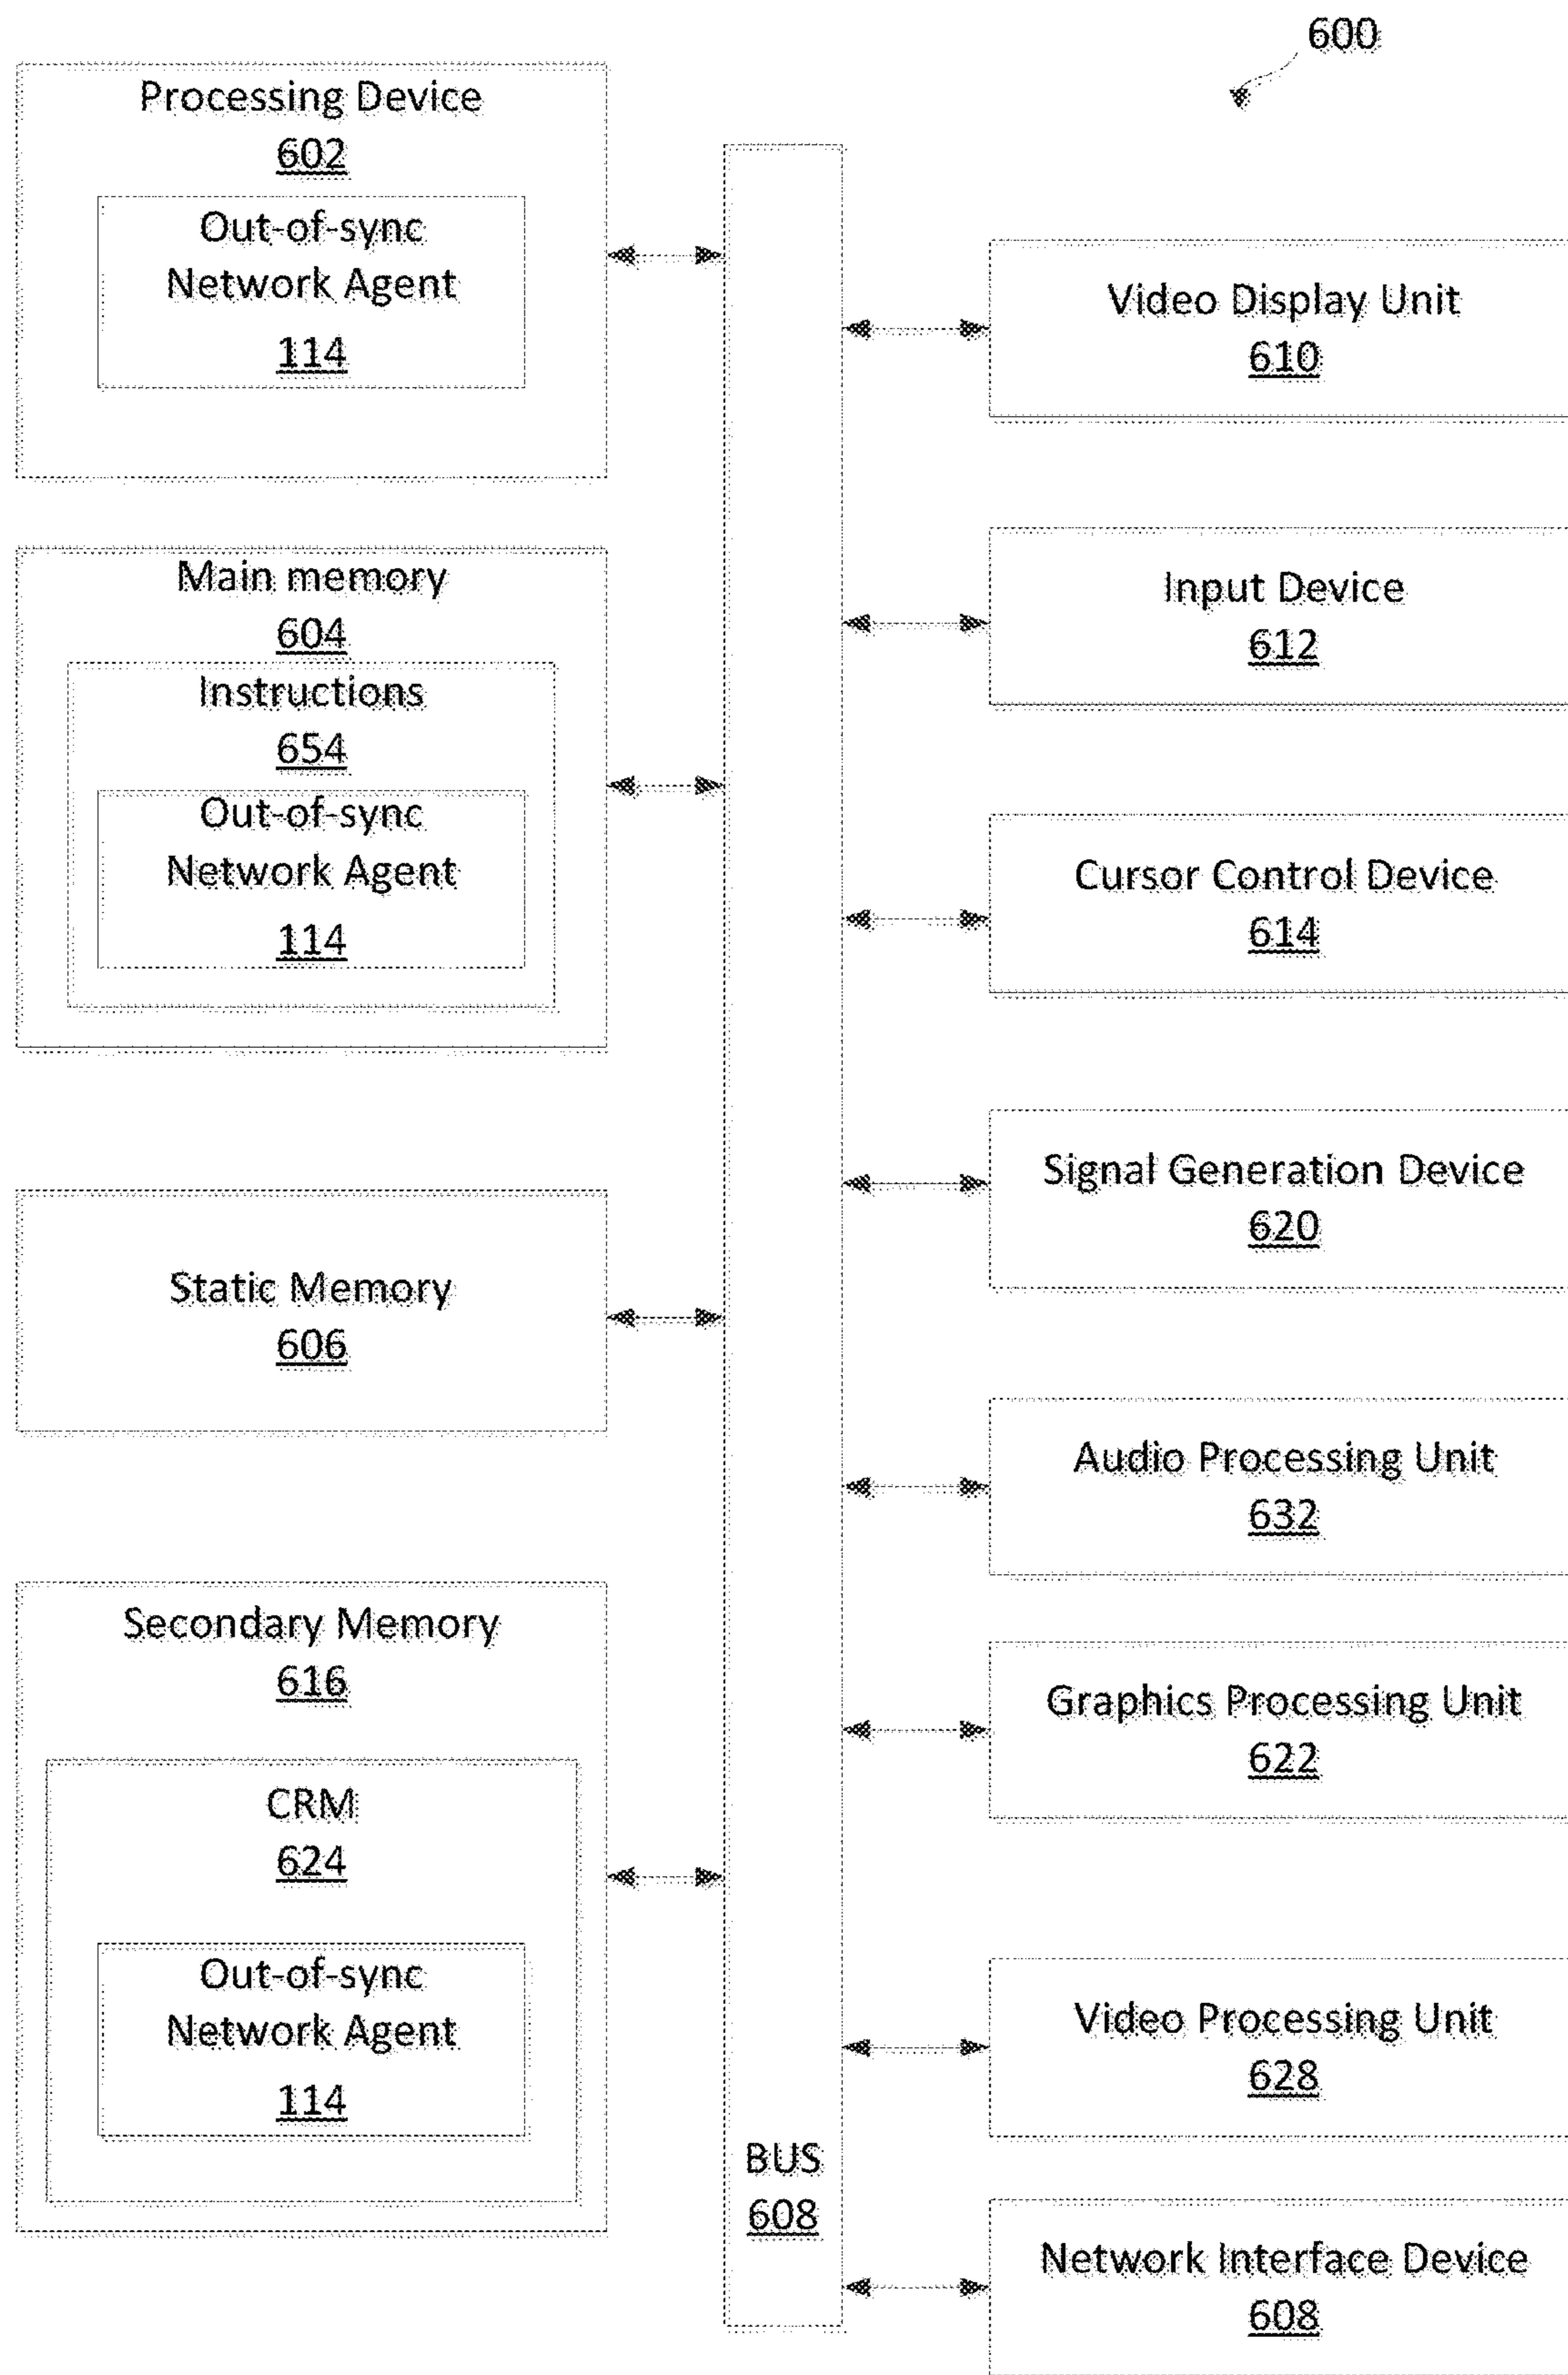 600
Processing Device
602
Out-of-sync
Network Agent
114
Main memory
604
Instructions
654
Out-of-sync
Network Agent
114
Static Memory
606
Secondary Memory
616
CRM
624
Out-of-sync
Network Agent
114
BUS
608
Video Display Unit
610
Input Device
612
Cursor Control Device
614
Signal Generation Device
620
Audio Processing Unit
632
Graphics Processing Unit
622
Video Processing Unit
628
Network Interface Device
608